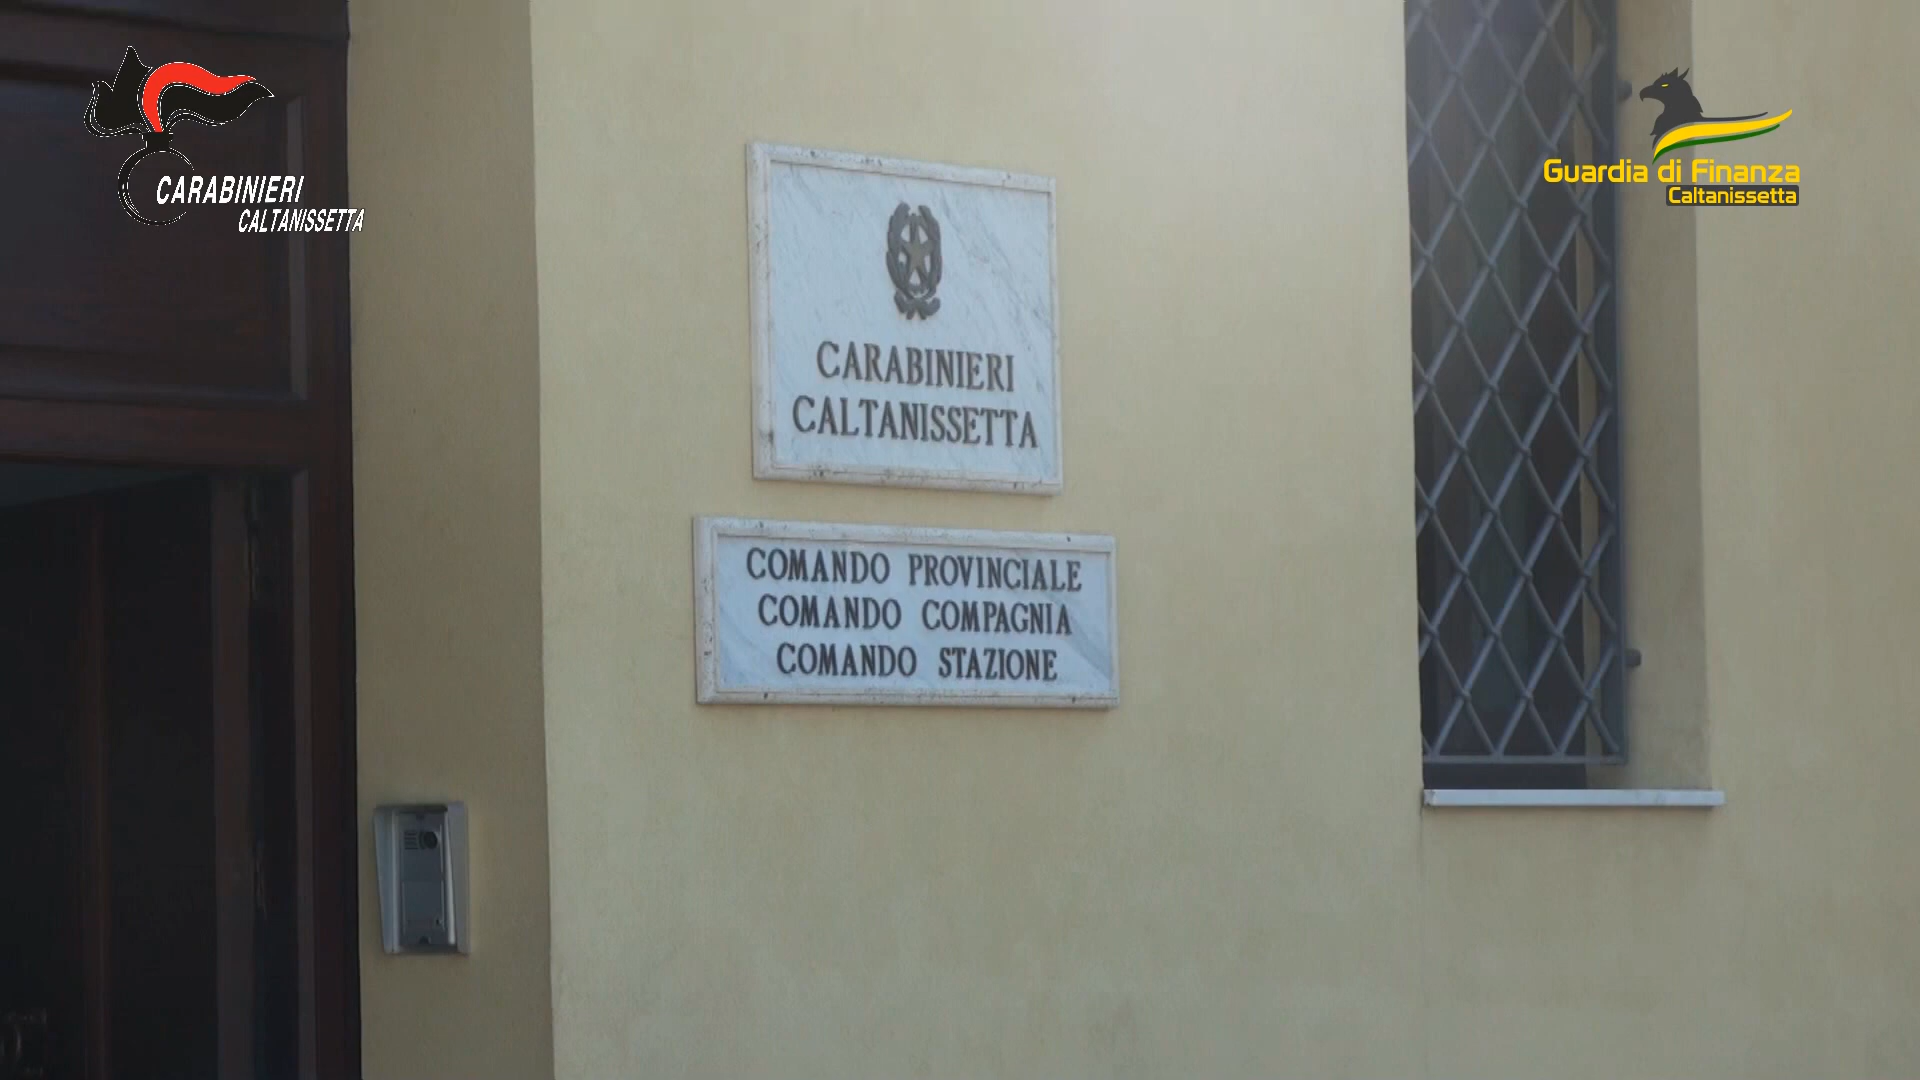 CARABINIERI
CALTANISSETTA
Guardia di Finanza
Caltanissetta
CARABINIERI
CALTANISSETTA
COMANDO PROVINCIALE
COMANDO COMPAGNIA
COMANDO STAZIONE